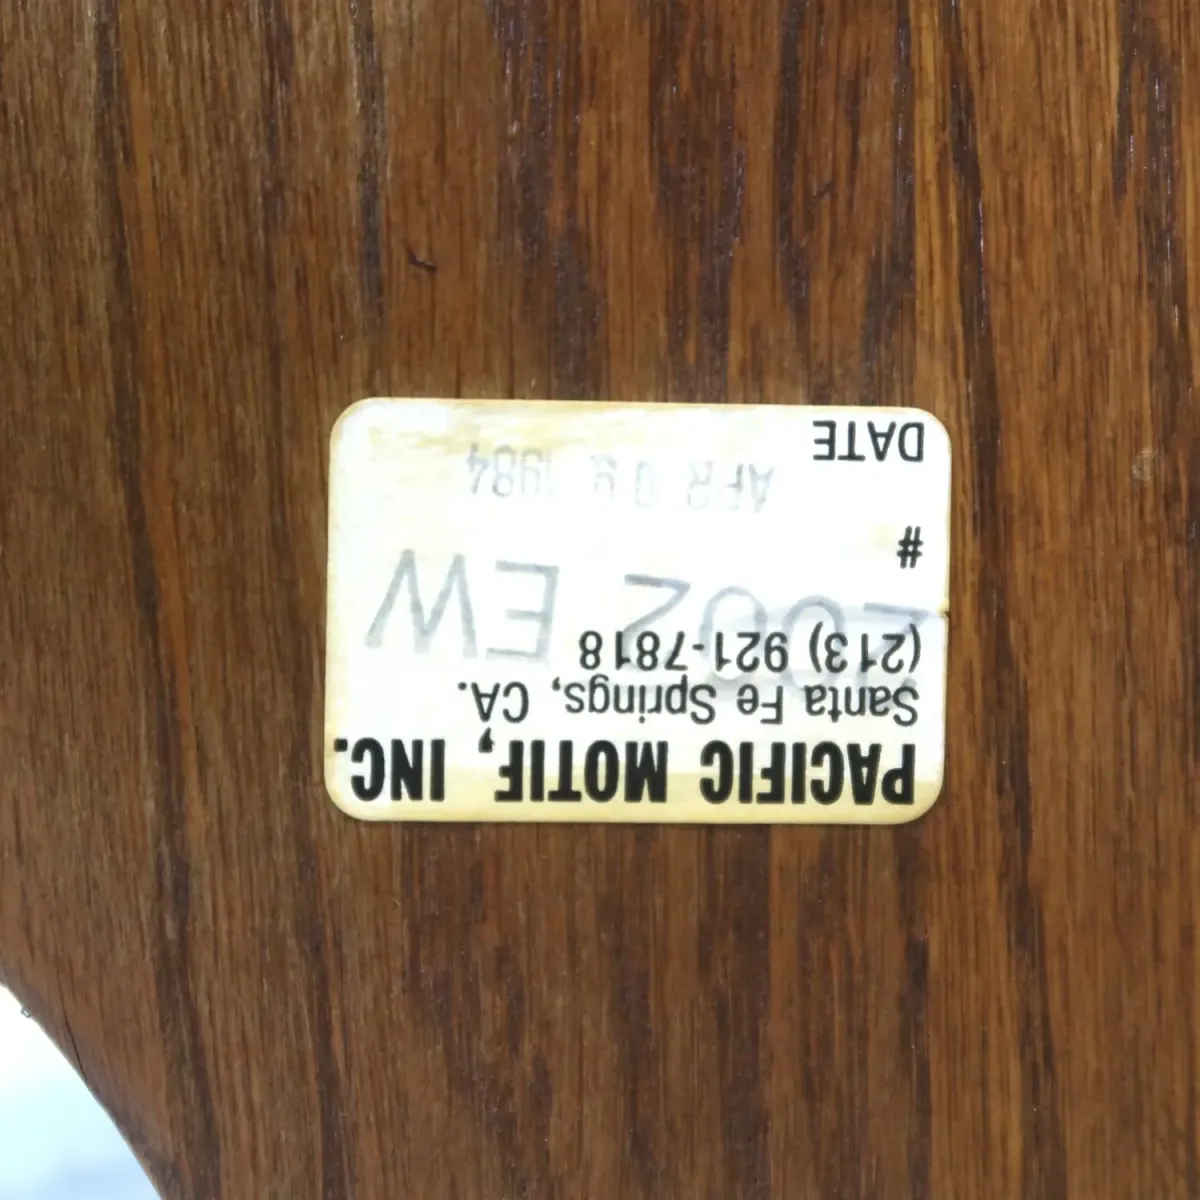 PACIFIC MOTIF, INC.
Santa Fe Springs, CA.
(213) 921-7818
# 2002 EW
DATE APR 09 1984